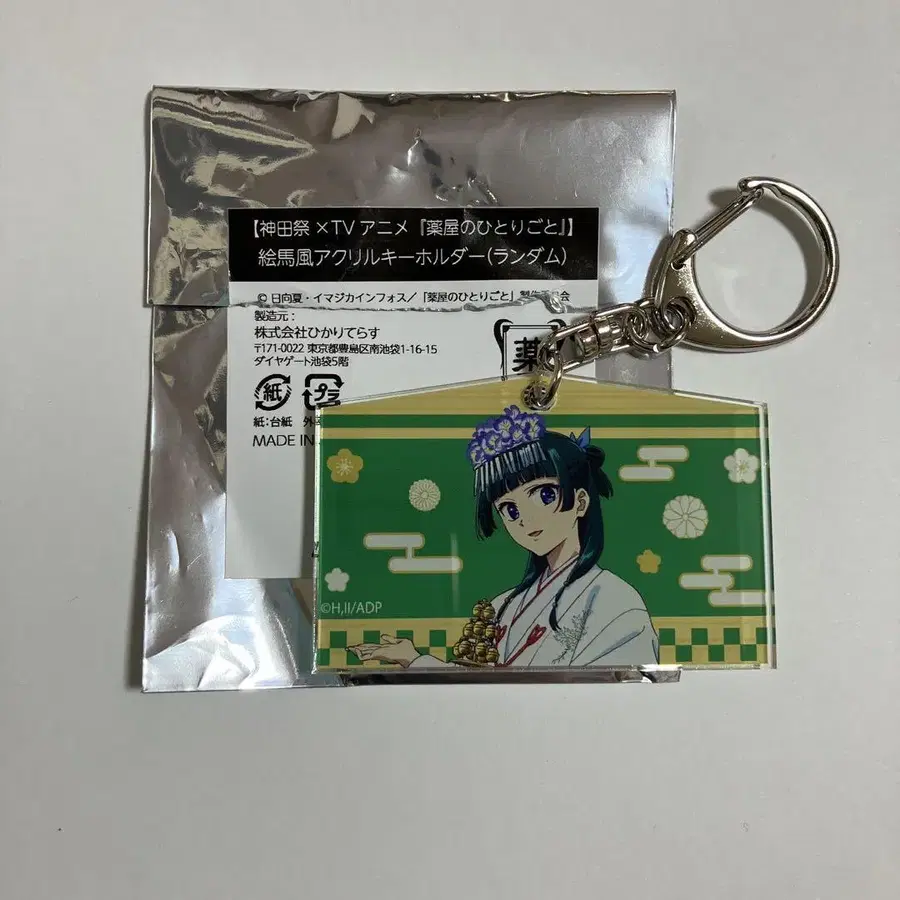 【神田祭×TVアニメ『薬屋のひとりごと』】
絵馬風アクリルキーホルダー(ランダム)
© 日向夏・イマジカインフォス/「薬屋のひとりごと」製作委員会
製造元:
株式会社ひかりてらす
〒171-0022 東京都豊島区南池袋1-16-15
ダイヤゲート池袋5階
紙 プラ
紙:台紙 外
MADE IN
薬
©H,II/ADP